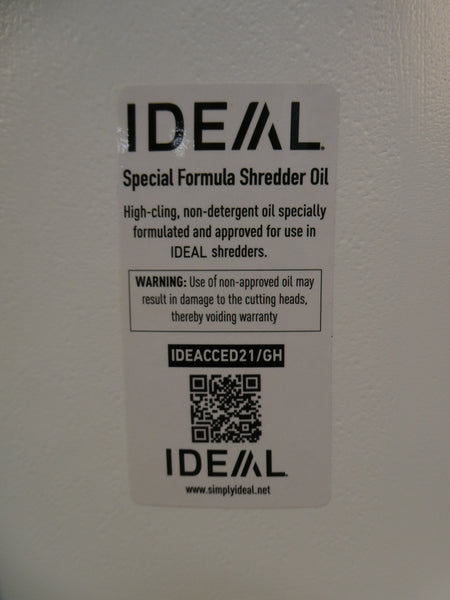 IDEAL
Special Formula Shredder Oil
High-cling, non-detergent oil specially
formulated and approved for use in
IDEAL shredders.
WARNING: Use of non-approved oil may
result in damage to the cutting heads,
thereby voiding warranty
IDEACCED21/GH
IDEAL
www.simplyideal.net